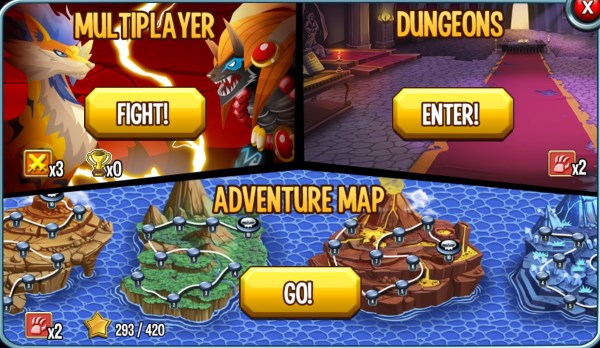 MULTIPLAYER
FIGHT!
x3
x0
DUNGEONS
ENTER!
x2
X
ADVENTURE MAP
GO!
x2
293 / 420